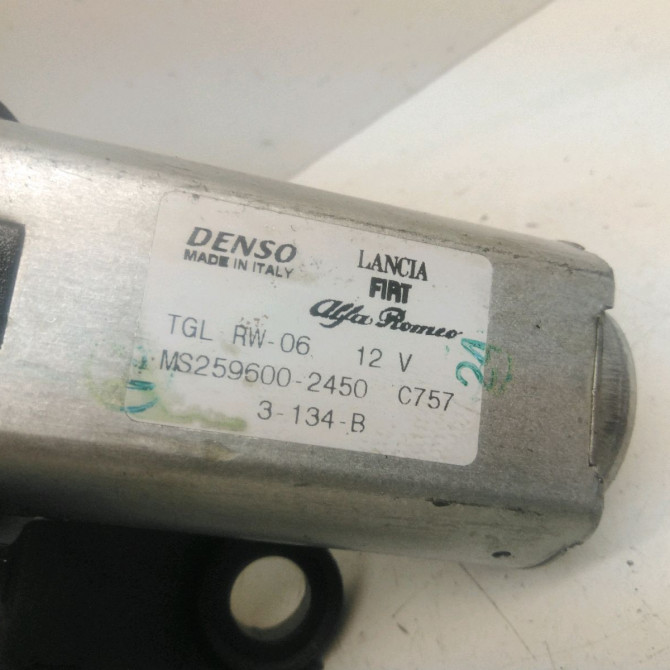 DENSO
MADE IN ITALY
LANCIA
FIAT
Alfa Romeo
TGL RW-06 12 V
MS259600-2450 C757
3-134-B
24